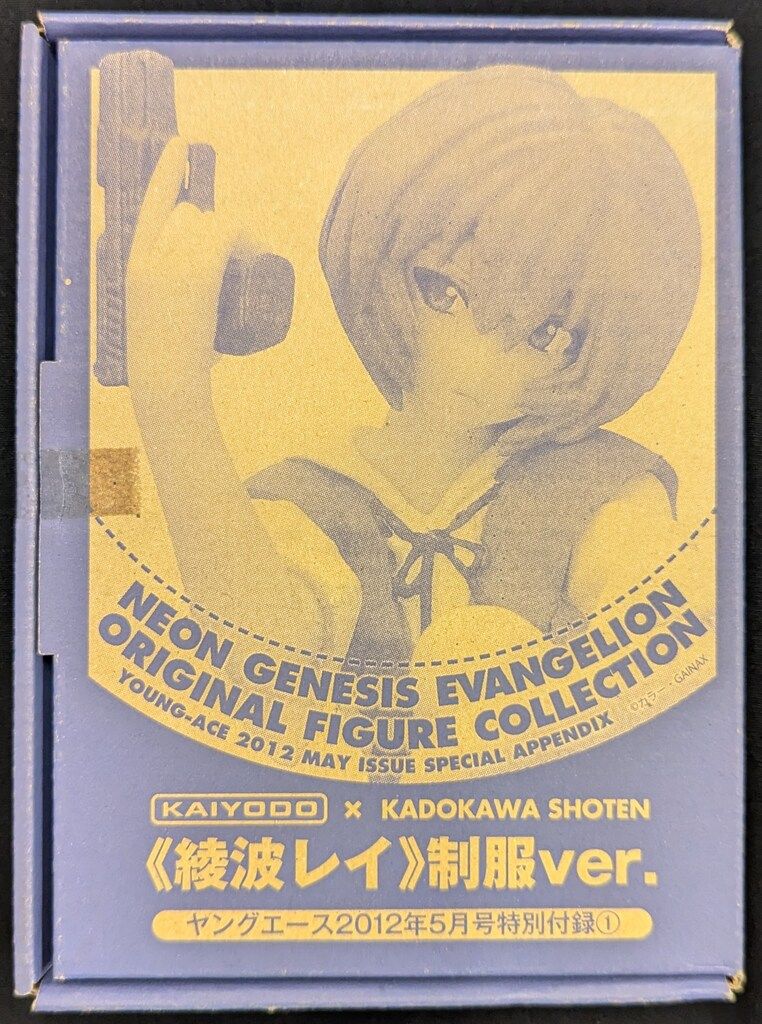 NEON GENESIS EVANGELION
ORIGINAL FIGURE COLLECTION
YOUNG-ACE 2012 MAY ISSUE SPECIAL APPENDIX
©カラー・GAINAX
KAIYODO × KADOKAWA SHOTEN
《綾波レイ》制服ver.
ヤングエース2012年5月号特別付録①